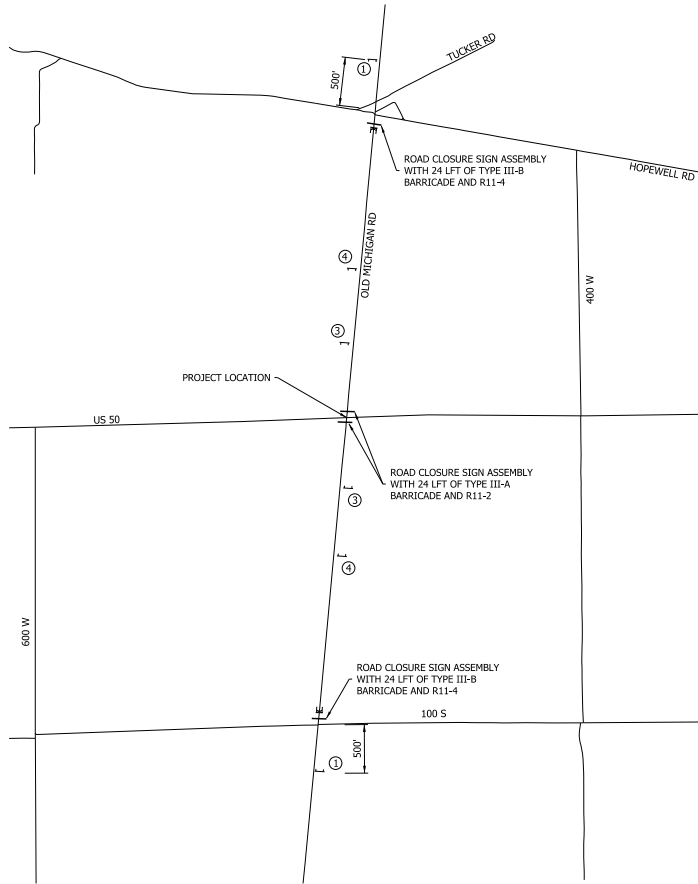 TUCKER RD
1
500'
ROAD CLOSURE SIGN ASSEMBLY
WITH 24 LFT OF TYPE III-B
BARRICADE AND R11-4
HOPEWELL RD
OLD MICHIGAN RD
4
400 W
3
PROJECT LOCATION
US 50
ROAD CLOSURE SIGN ASSEMBLY
WITH 24 LFT OF TYPE III-A
BARRICADE AND R11-2
3
4
600 W
ROAD CLOSURE SIGN ASSEMBLY
WITH 24 LFT OF TYPE III-B
BARRICADE AND R11-4
100 S
500'
1